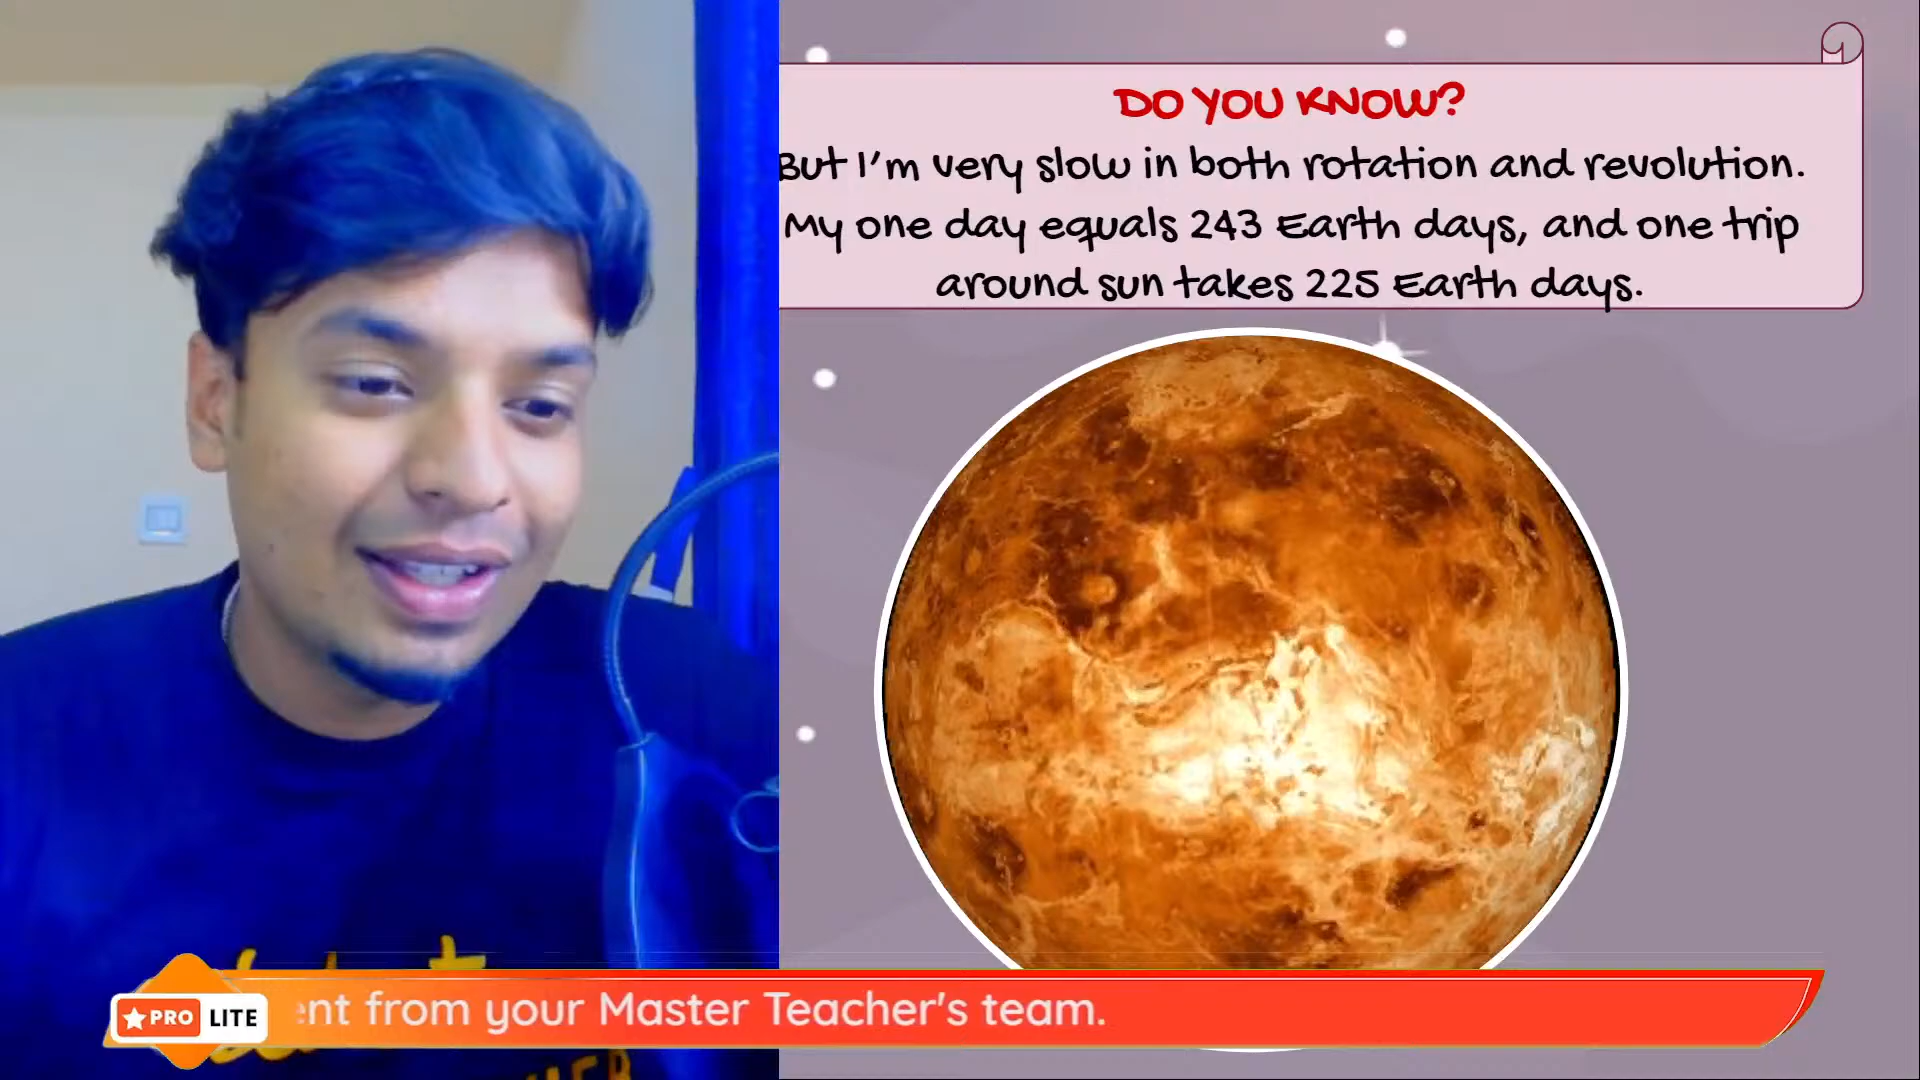 DO YOU KNOW?
But I'm very slow in both rotation and revolution.
My one day equals 243 Earth days, and one trip
around sun takes 225 Earth days.
from your Master Teacher's team.
PRO LITE